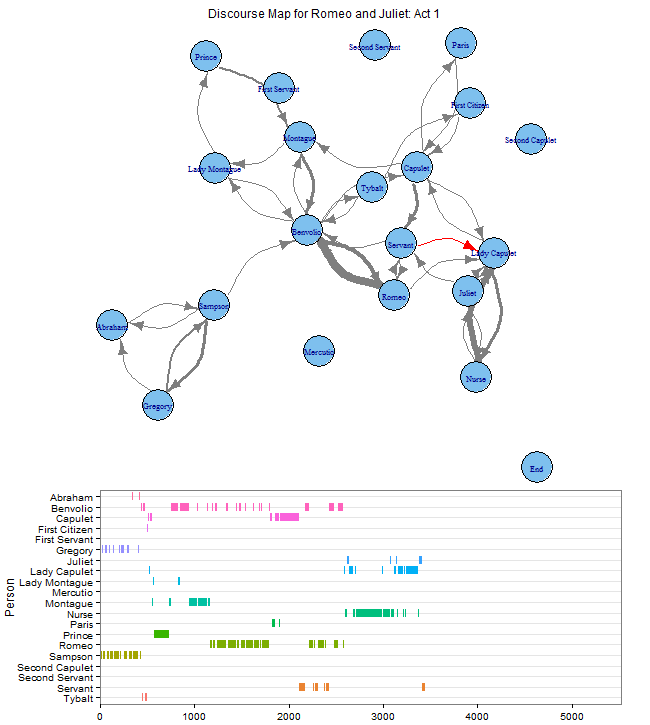 Discourse Map for Romeo and Juliet: Act 1
Second Servant
Paris
Prince
First Servant
First Citizen
Montague
Second Capulet
Lady Montague
Capulet
Tybalt
Benvolio
Servant
Lady Capulet
Romeo
Juliet
Sampson
Abraham
Mercutio
Nurse
Gregory
End
Person
Abraham
Benvolio
Capulet
First Citizen
First Servant
Gregory
Juliet
Lady Capulet
Lady Montague
Mercutio
Montague
Nurse
Paris
Prince
Romeo
Sampson
Second Capulet
Second Servant
Servant
Tybalt
0 1000 2000 3000 4000 5000